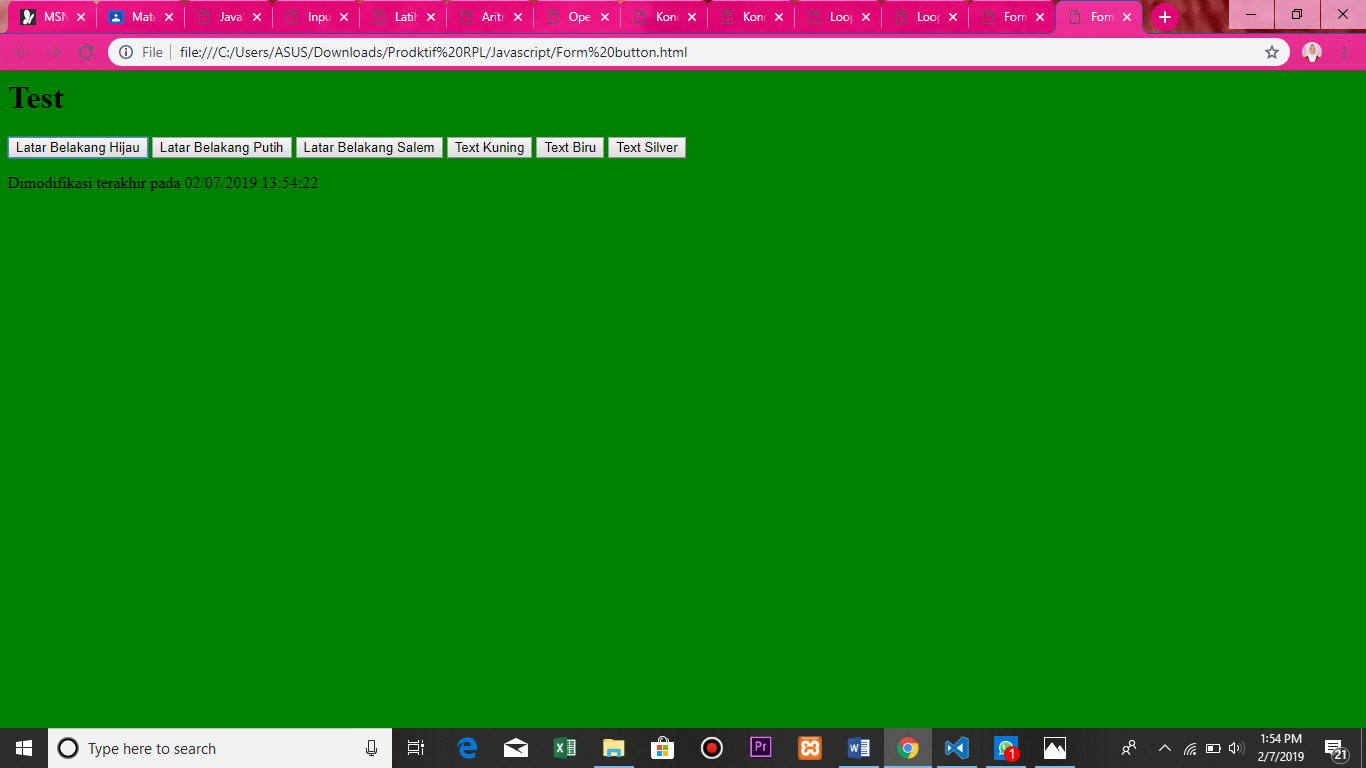 MSN Mate Java Inpu Latih Aritr Ope Kond Kond Loop Loop Form Form
File file:///C:/Users/ASUS/Downloads/Prodktif%20RPL/Javascript/Form%20button.html
Test
Latar Belakang Hijau Latar Belakang Putih Latar Belakang Salem Text Kuning Text Biru Text Silver
Dimodifikasi terakhir pada 02/07/2019 13:54:22
Type here to search
Pr
1
1:54 PM
2/7/2019
21